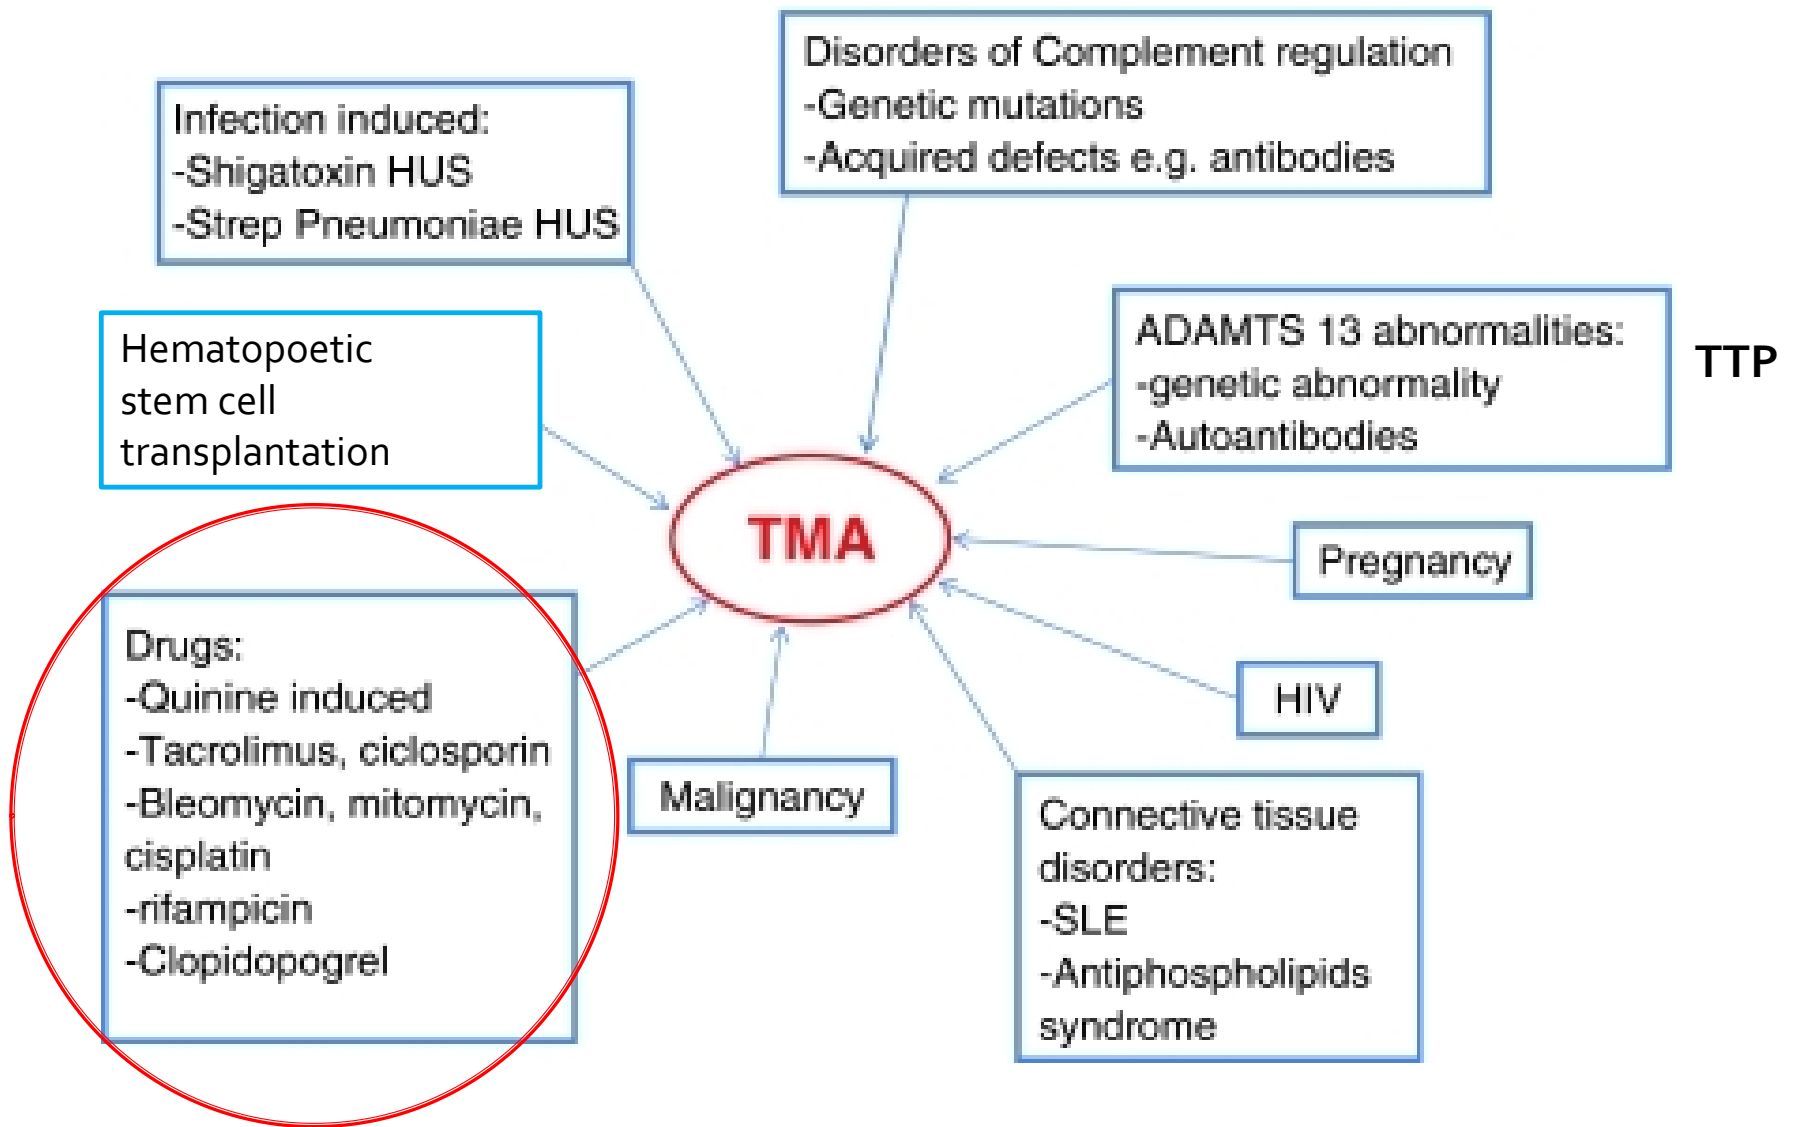 Disorders of Complement regulation
-Genetic mutations
-Acquired defects e.g. antibodies
Infection induced:
-Shigatoxin HUS
-Strep Pneumoniae HUS
Hematopoetic
stem cell
transplantation
ADAMTS 13 abnormalities:
-genetic abnormality
-Autoantibodies
TTP
TMA
Pregnancy
HIV
Drugs:
-Quinine induced
-Tacrolimus, ciclosporin
-Bleomycin, mitomycin,
cisplatin
-rifampicin
-Clopidopogrel
Malignancy
Connective tissue
disorders:
-SLE
-Antiphospholipids
syndrome